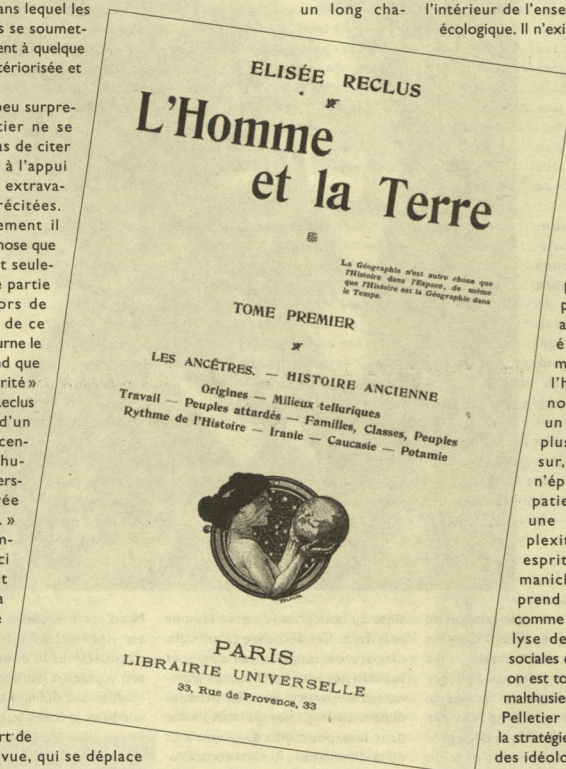 ans lequel les
s se soumet-
ent à quelque
tériorisée et
peu surpre-
tier ne se
as de citer
à l'appui
extrava-
récitées.
ement il
hose que
t seule-
e partie
ors de
de ce
urne le
nd que
rité »
eclus
d'un
cen-
hu-
ers-
vée
. »
n-
ci
t
a
rt de
vue, qui se déplace
un long cha-
l'intérieur de l'ense
écologique. Il n'exi
ELISÉE RECLUS
L'Homme
et la Terre
La Géographie n'est autre chose que
l'Histoire dans l'Espace, de même
que l'Histoire est la Géographie dans
le Temps.
TOME PREMIER
LES ANCÊTRES. — HISTOIRE ANCIENNE
Origines — Milieux telluriques
Travail — Peuples attardés — Familles, Classes, Peuples
Rythme de l'Histoire — Iranie — Caucasie — Potamie
PARIS
LIBRAIRIE UNIVERSELLE
33, Rue de Provence, 33
p
a
é
m
l'h
no
un
plus
sur,
n'ép
patie
une
plexit
esprit
manich
prend
comme
lyse de
sociales e
on est to
malthusie
Pelletier
la stratégie
des idéolo